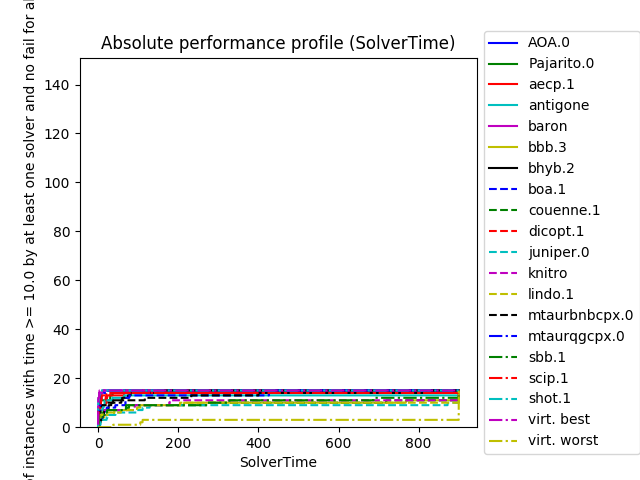 Absolute performance profile (SolverTime)
of instances with time >= 10.0 by at least one solver and no fail for
140
120
100
80
60
40
20
0
0 200 400 600 800
SolverTime
AOA.0
Pajarito.0
aecp.1
antigone
baron
bbb.3
bhyb.2
boa.1
couenne.1
dicopt.1
juniper.0
knitro
lindo.1
mtaurbnbcpx.0
mtaurqgcpx.0
sbb.1
scip.1
shot.1
virt. best
virt. worst